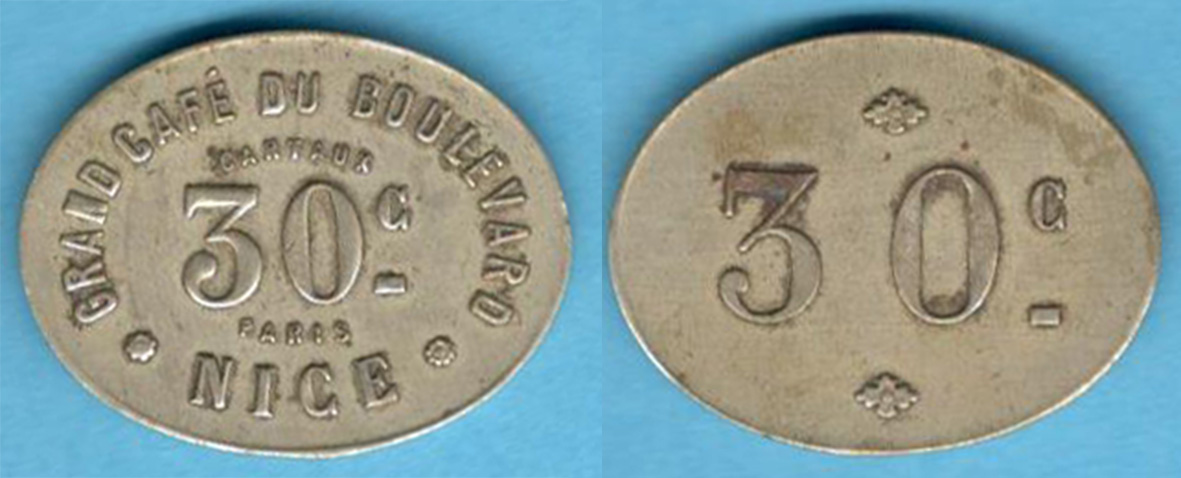 GRAND CAFÉ DU BOULEVARD
CARTAUX
30 C
PARIS
NICE
30 C